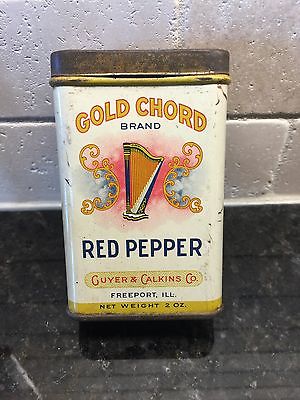 GOLD CHORD
BRAND
RED PEPPER
GUYER & CALKINS CO.
FREEPORT, ILL.
NET WEIGHT 2 OZ.